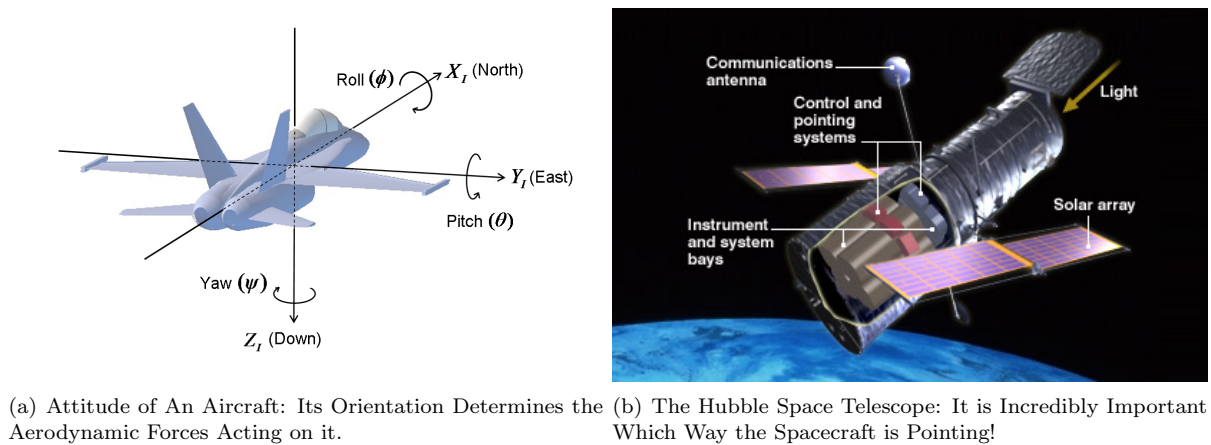 Roll (ϕ)
X_I (North)
Y_I (East)
Pitch (θ)
Yaw (ψ)
Z_I (Down)
Communications
antenna
Control and
pointing
systems
Light
Instrument
and system
bays
Solar array
(a) Attitude of An Aircraft: Its Orientation Determines the
Aerodynamic Forces Acting on it.
(b) The Hubble Space Telescope: It is Incredibly Important
Which Way the Spacecraft is Pointing!